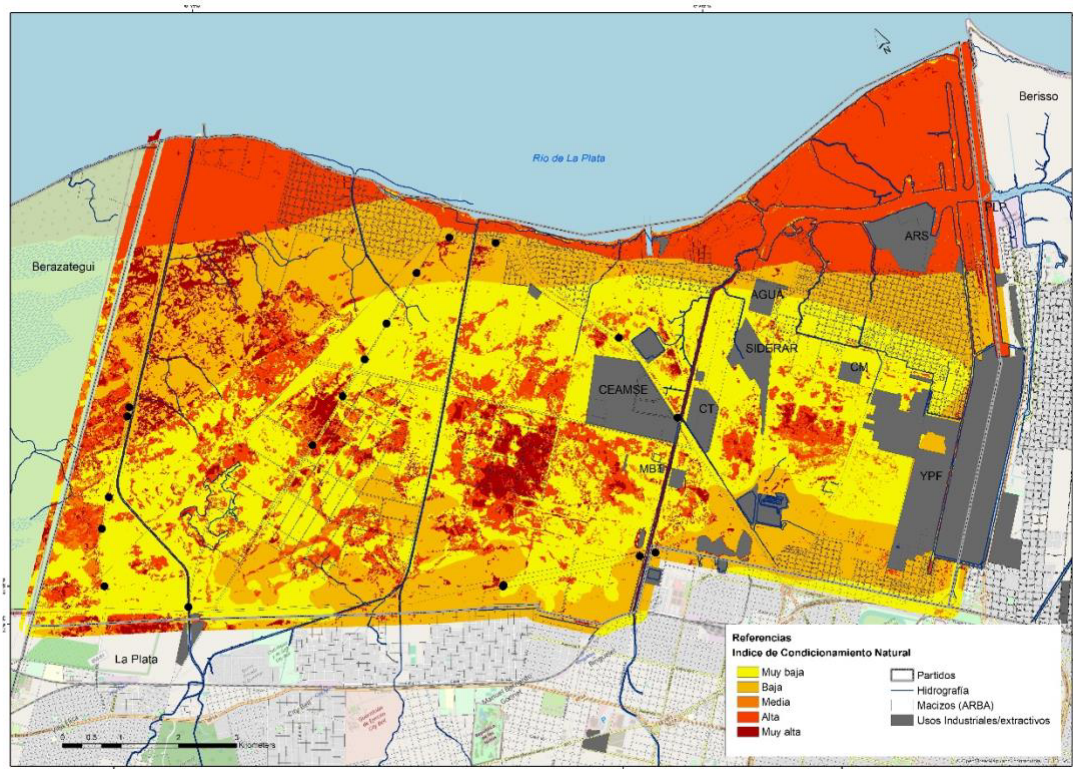 Berisso
Río de La Plata
PLP
ARS
Berazategui
AGUA
SIDERAR
CM
CEAMSE
CT
MBT
YPF
La Plata
Referencias
Indice de Condicionamiento Natural
Muy baja
Baja
Media
Alta
Muy alta
Partidos
Hidrografía
Macizos (ARBA)
Usos Industriales/extractivos
0 0.5 1 2 3
Kilometers
N